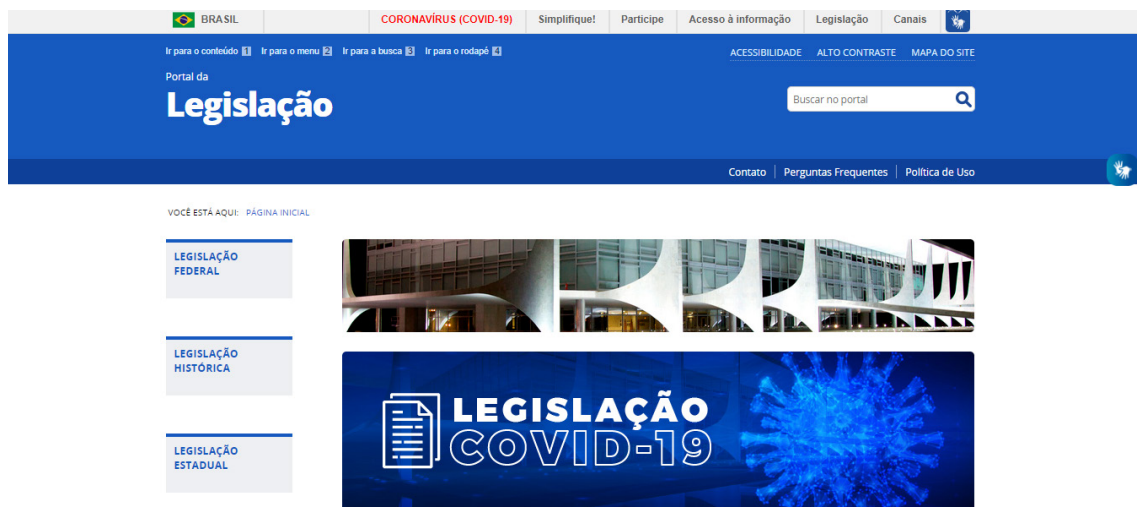 BRASIL CORONAVÍRUS (COVID-19) Simplifique! Participe Acesso à informação Legislação Canais
Ir para o conteúdo 1 Ir para o menu 2 Ir para a busca 3 Ir para o rodapé 4 ACESSIBILIDADE ALTO CONTRASTE MAPA DO SITE
Portal da
Legislação
Buscar no portal
Contato Perguntas Frequentes Política de Uso
VOCÊ ESTÁ AQUI: PÁGINA INICIAL
LEGISLAÇÃO
FEDERAL
LEGISLAÇÃO
HISTÓRICA
LEGISLAÇÃO
ESTADUAL
LEGISLAÇÃO
COVID-19